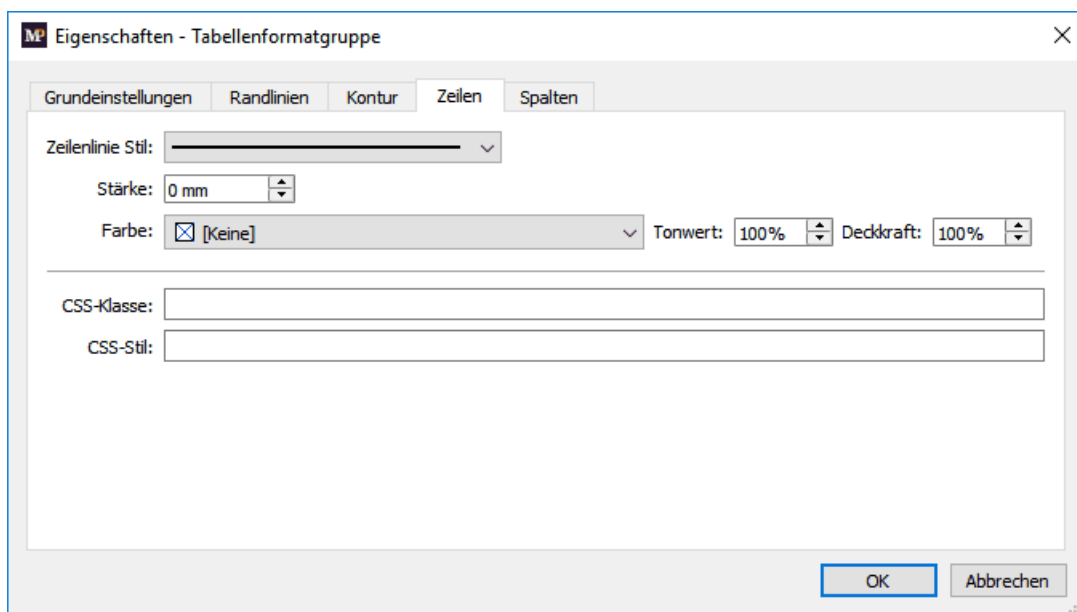 MP Eigenschaften - Tabellenformatgruppe
Grundeinstellungen Randlinien Kontur Zeilen Spalten
Zeilenlinie Stil:
Stärke: 0 mm
Farbe: [Keine] Tonwert: 100% Deckkraft: 100%
CSS-Klasse:
CSS-Stil:
OK Abbrechen